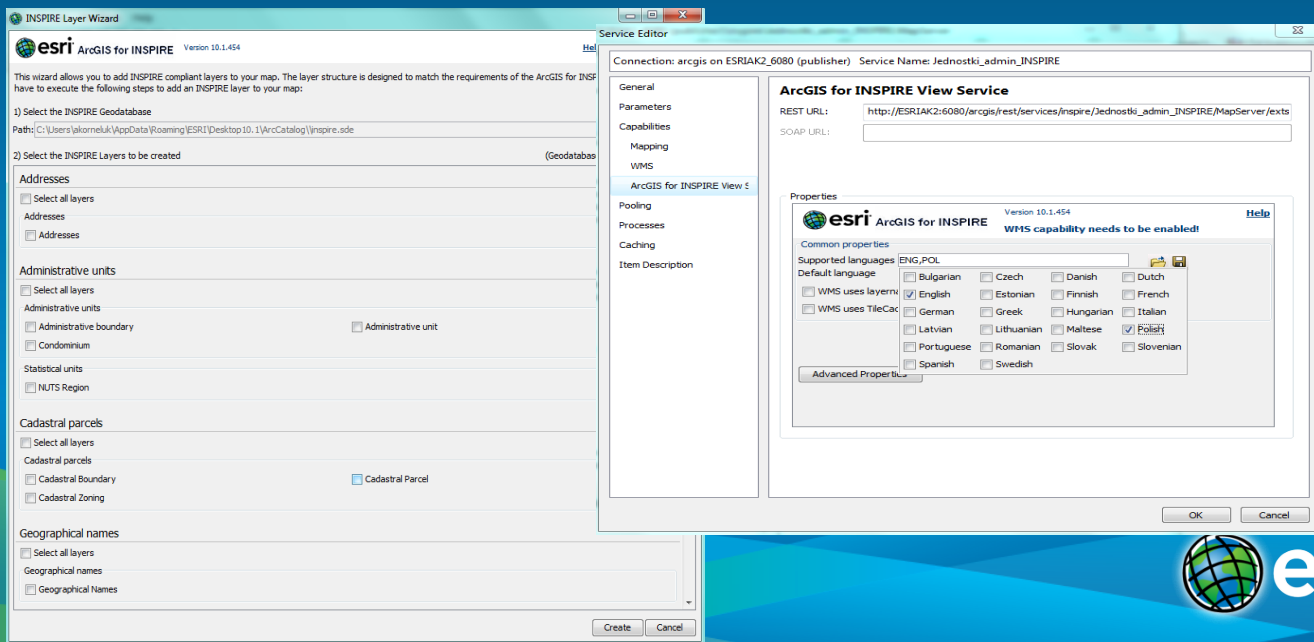 INSPIRE Layer Wizard
esri ArcGIS for INSPIRE Version 10.1.454
This wizard allows you to add INSPIRE compliant layers to your map. The layer structure is designed to match the requirements of the ArcGIS for INSP
have to execute the following steps to add an INSPIRE layer to your map:
1) Select the INSPIRE Geodatabase
Path: C:\Users\akorneluk\AppData\Roaming\ESRI\Desktop10.1\ArcCatalog\\inspire.sde
2) Select the INSPIRE Layers to be created (Geodatabas
Addresses
Select all layers
Addresses
Addresses
Administrative units
Select all layers
Administrative units
Administrative boundary Administrative unit
Condominium
Statistical units
NUTS Region
Cadastral parcels
Select all layers
Cadastral parcels
Cadastral Boundary Cadastral Parcel
Cadastral Zoning
Geographical names
Select all layers
Geographical names
Geographical Names
Create Cancel
Service Editor
Connection: arcgis on ESRIAK2_6080 (publisher) Service Name: Jednostki_admin_INSPIRE
General
Parameters
Capabilities
Mapping
WMS
ArcGIS for INSPIRE View S
Pooling
Processes
Caching
Item Description
ArcGIS for INSPIRE View Service
REST URL: http://ESRIAK2:6080/arcgis/rest/services/inspire/Jednostki_admin_INSPIRE/MapServer/exts
SOAP URL:
Properties
esri ArcGIS for INSPIRE Version 10.1.454 Help
WMS capability needs to be enabled!
Common properties
Supported languages ENG,POL
Default language
WMS uses layerna
WMS uses TileCac
Bulgarian Czech Danish Dutch
English Estonian Finnish French
German Greek Hungarian Italian
Latvian Lithuanian Maltese Polish
Portuguese Romanian Slovak Slovenian
Spanish Swedish
Advanced Properties
OK Cancel
e